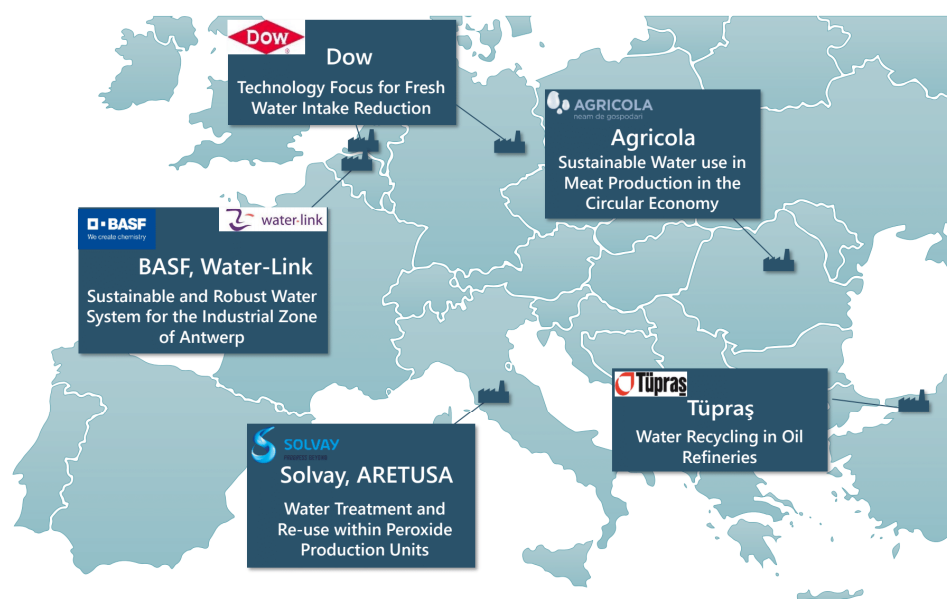 DOW
®
Dow
Technology Focus for Fresh
Water Intake Reduction
AGRICOLA
neam de gospodari
Agricola
Sustainable Water use in
Meat Production in the
Circular Economy
BASF
We create chemistry
water-link
BASF, Water-Link
Sustainable and Robust Water
System for the Industrial Zone
of Antwerp
Tüpraş
Tüpraş
Water Recycling in Oil
Refineries
SOLVAY
Solvay, ARETUSA
Water Treatment and
Re-use within Peroxide
Production Units